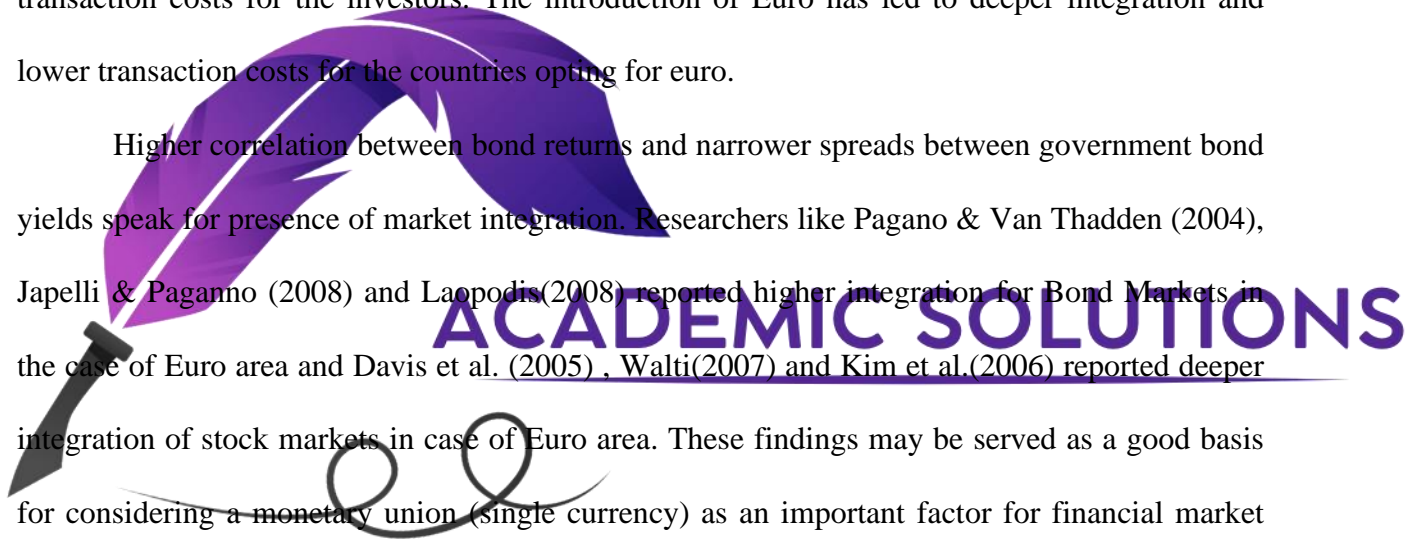 transaction costs for the investors. The introduction of Euro has led to deeper integration and
lower transaction costs for the countries opting for euro.
Higher correlation between bond returns and narrower spreads between government bond
yields speak for presence of market integration. Researchers like Pagano & Van Thadden (2004),
Japelli & Paganno (2008) and Laopodis(2008) reported higher integration for Bond Markets in
ACADEMIC SOLUTIONS
the case of Euro area and Davis et al. (2005) , Walti(2007) and Kim et al.(2006) reported deeper
integration of stock markets in case of Euro area. These findings may be served as a good basis
for considering a monetary union (single currency) as an important factor for financial market